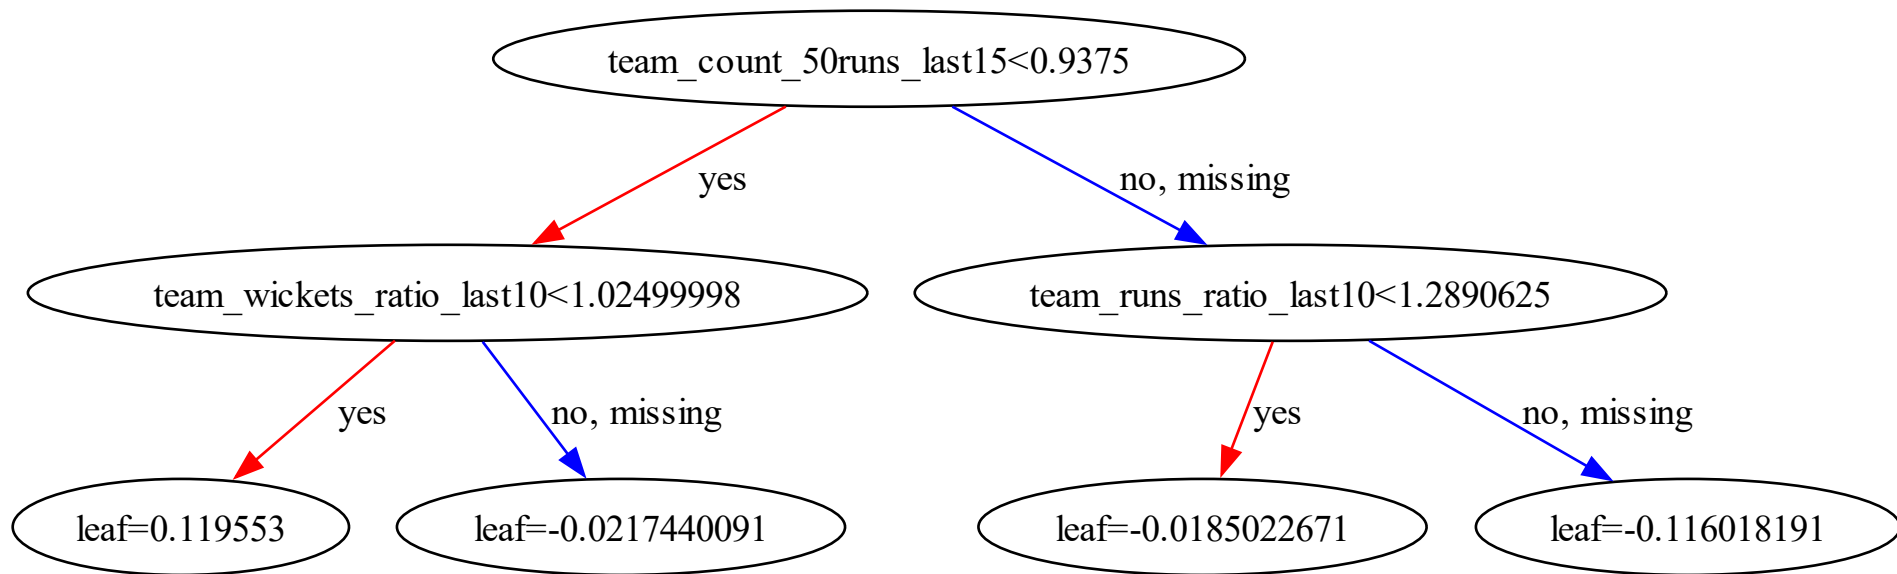 team_count_50runs_last15<0.9375
yes
no, missing
team_wickets_ratio_last10<1.02499998
team_runs_ratio_last10<1.2890625
yes
no, missing
yes
no, missing
leaf=0.119553
leaf=-0.0217440091
leaf=-0.0185022671
leaf=-0.116018191